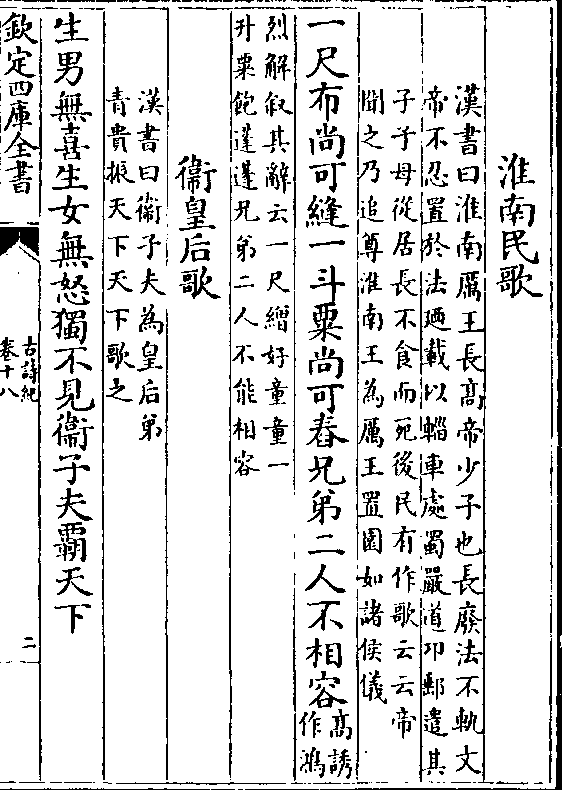 淮南民歌
漢書曰淮南厲王長髙帝少子也長廢法不軌文
帝不忍置於法廼載以輜車處蜀嚴道卭郵遣其
子子母從居長不食而死後民有作歌云云帝
聞之乃追尊淮南王為厲王置園如諸侯儀
一尺布尚可縫一斗粟尚可舂兄弟二人不相容
髙誘
作鴻
烈解叙其辭云一尺繒好童童一
升粟飽蓬蓬兄弟二人不能相容
衞皇后歌
漢書曰衞子夫為皇后弟
青貴振天下天下歌之
生男無喜生女無怒獨不見衞子夫霸天下
欽定四庫全書
古詩紀
卷十八
二